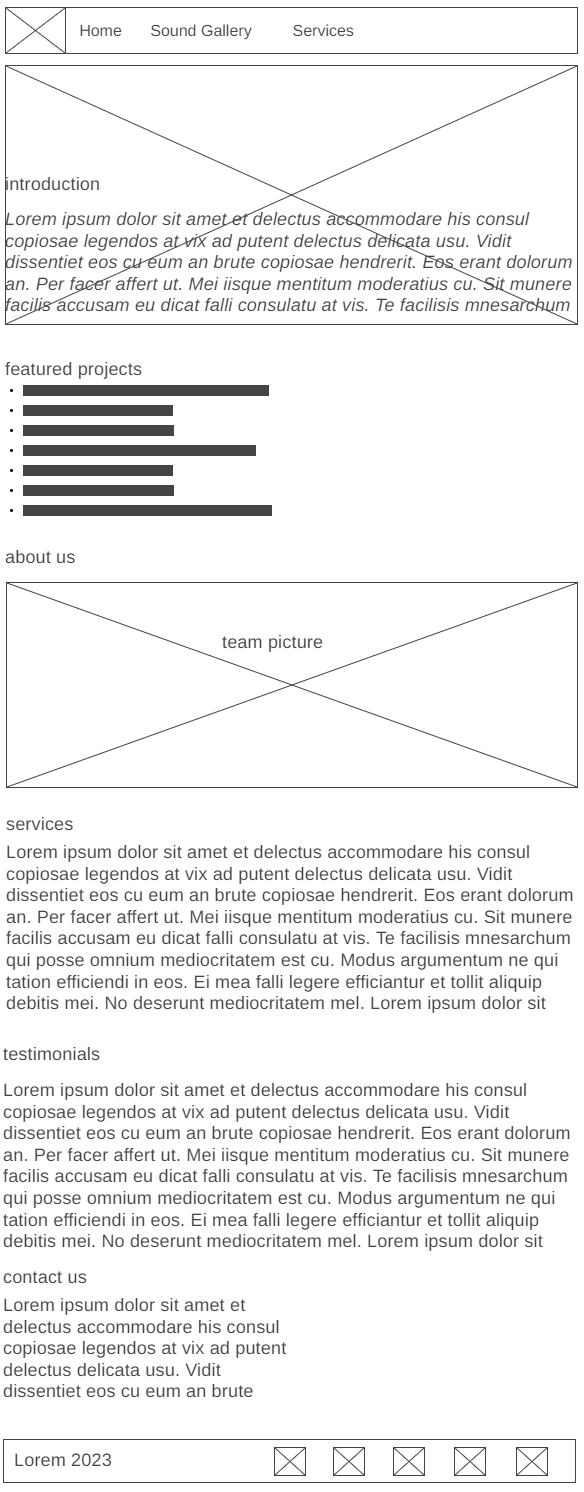 Home Sound Gallery Services
introduction
Lorem ipsum dolor sit amet et delectus accommodare his consul
copiosae legendos at vix ad putent delectus delicata usu. Vidit
dissentiet eos cu eum an brute copiosae hendrerit. Eos erant dolorum
an. Per facer affert ut. Mei iisque mentitum moderatius cu. Sit munere
facilis accusam eu dicat falli consulatu at vis. Te facilisis mnesarchum
featured projects
about us
team picture
services
Lorem ipsum dolor sit amet et delectus accommodare his consul
copiosae legendos at vix ad putent delectus delicata usu. Vidit
dissentiet eos cu eum an brute copiosae hendrerit. Eos erant dolorum
an. Per facer affert ut. Mei iisque mentitum moderatius cu. Sit munere
facilis accusam eu dicat falli consulatu at vis. Te facilisis mnesarchum
qui posse omnium mediocritatem est cu. Modus argumentum ne qui
tation efficiendi in eos. Ei mea falli legere efficiantur et tollit aliquip
debitis mei. No deserunt mediocritatem mel. Lorem ipsum dolor sit
testimonials
Lorem ipsum dolor sit amet et delectus accommodare his consul
copiosae legendos at vix ad putent delectus delicata usu. Vidit
dissentiet eos cu eum an brute copiosae hendrerit. Eos erant dolorum
an. Per facer affert ut. Mei iisque mentitum moderatius cu. Sit munere
facilis accusam eu dicat falli consulatu at vis. Te facilisis mnesarchum
qui posse omnium mediocritatem est cu. Modus argumentum ne qui
tation efficiendi in eos. Ei mea falli legere efficiantur et tollit aliquip
debitis mei. No deserunt mediocritatem mel. Lorem ipsum dolor sit
contact us
Lorem ipsum dolor sit amet et
delectus accommodare his consul
copiosae legendos at vix ad putent
delectus delicata usu. Vidit
dissentiet eos cu eum an brute
Lorem 2023